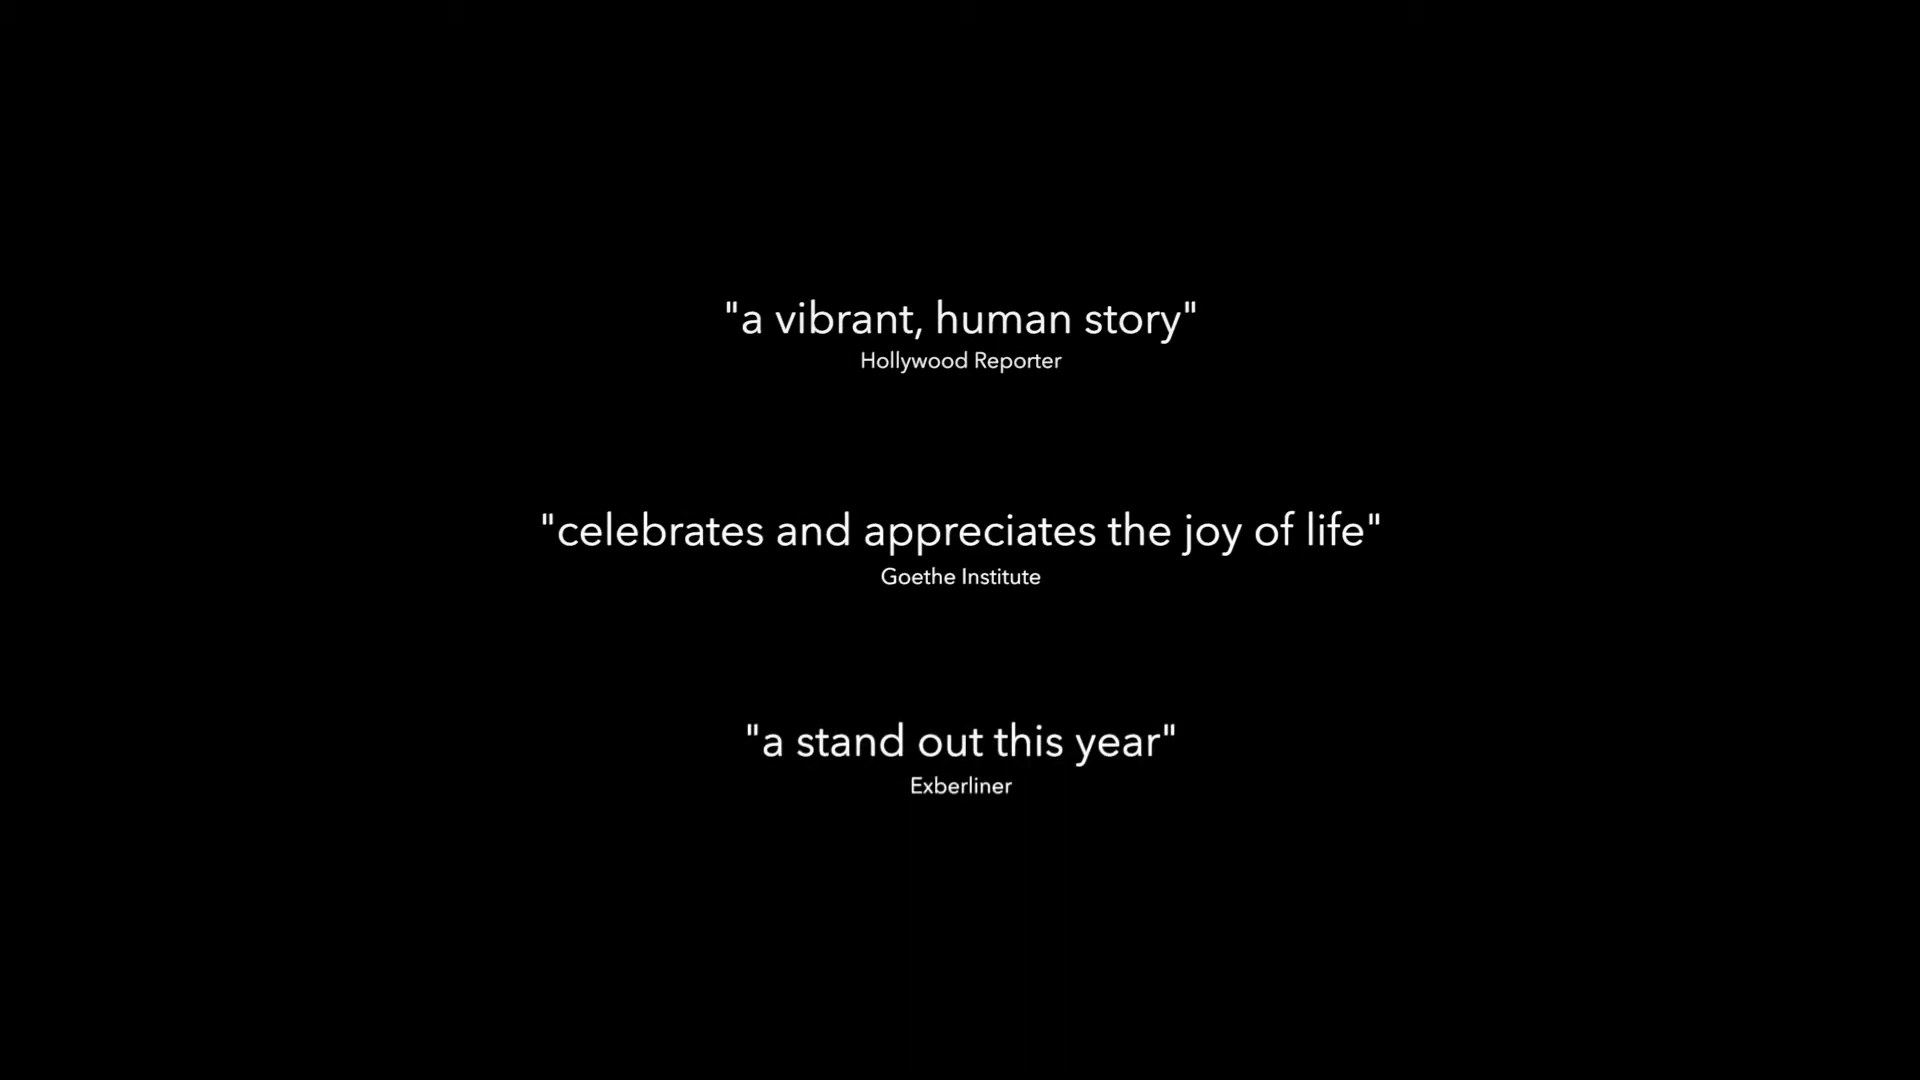 "a vibrant, human story"
Hollywood Reporter
"celebrates and appreciates the joy of life"
Goethe Institute
"a stand out this year"
Exberliner